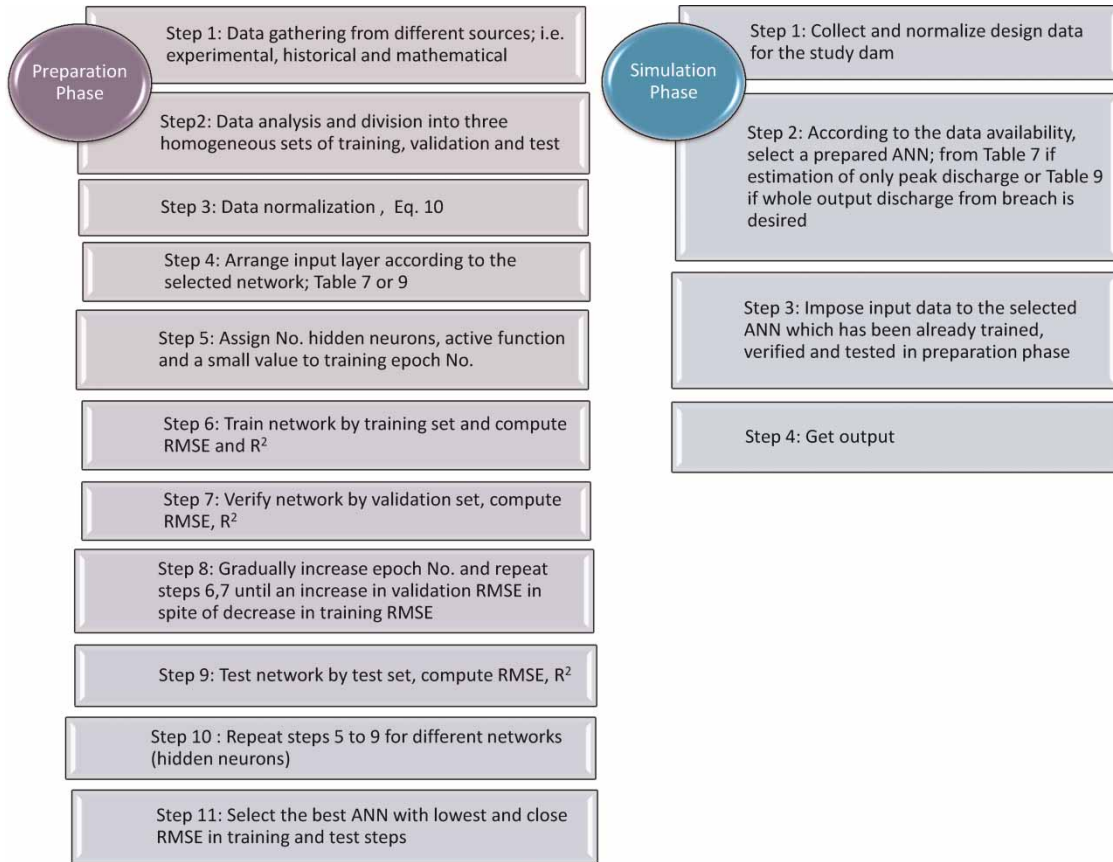 Preparation
Phase
Step 1: Data gathering from different sources; i.e.
experimental, historical and mathematical
Step2: Data analysis and division into three
homogeneous sets of training, validation and test
Step 3: Data normalization , Eq. 10
Step 4: Arrange input layer according to the
selected network; Table 7 or 9
Step 5: Assign No. hidden neurons, active function
and a small value to training epoch No.
Step 6: Train network by training set and compute
RMSE and R²
Step 7: Verify network by validation set, compute
RMSE, R²
Step 8: Gradually increase epoch No. and repeat
steps 6,7 until an increase in validation RMSE in
spite of decrease in training RMSE
Step 9: Test network by test set, compute RMSE, R²
Step 10 : Repeat steps 5 to 9 for different networks
(hidden neurons)
Step 11: Select the best ANN with lowest and close
RMSE in training and test steps
Simulation
Phase
Step 1: Collect and normalize design data
for the study dam
Step 2: According to the data availability,
select a prepared ANN; from Table 7 if
estimation of only peak discharge or Table 9
if whole output discharge from breach is
desired
Step 3: Impose input data to the selected
ANN which has been already trained,
verified and tested in preparation phase
Step 4: Get output